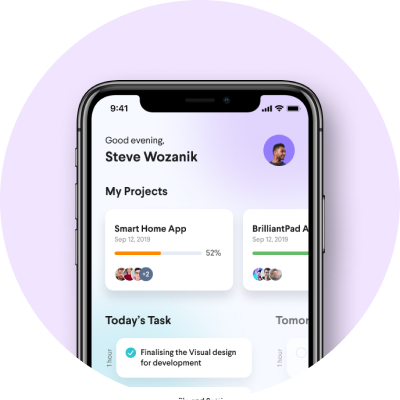 9:41
Good evening,
Steve Wozanik
My Projects
Smart Home App
Sep 12, 2019
52%
+2
BrilliantPad A
Sep 12, 2019
Today's Task
Tomor
1 hour
Finalising the Visual design
for development
1 hour